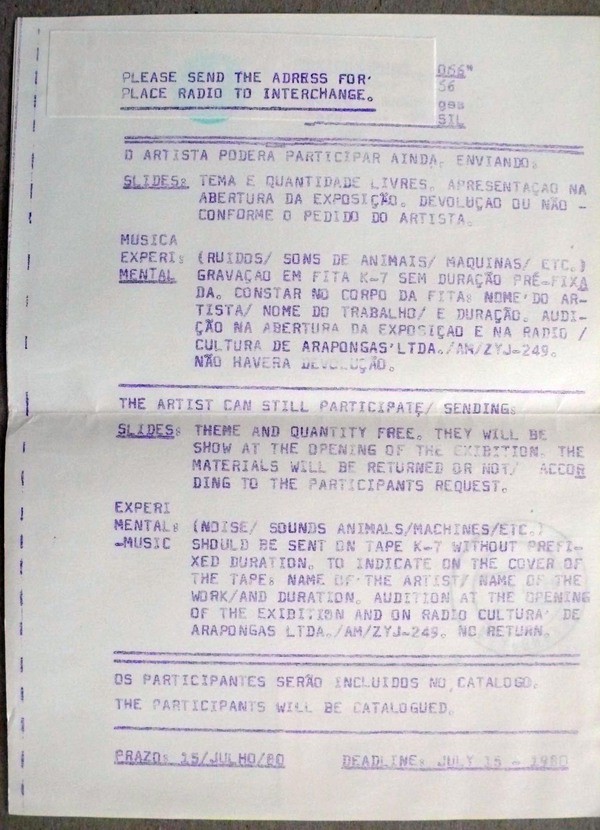 PLEASE SEND THE ADRRSS FOR'
PLACE RADIO TO INTERCHANGE.
066"
56
gas
SIL
O ARTISTA PODERA PARTICIPAR AINDA, ENVIANDO:
SLIDES: TEMA E QUANTIDADE LIVRES. APRESENTAÇAO NA
ABERTURA DA EXPOSIÇÃO. DEVOLUÇAO OU NÃO -
CONFORME O PEDIDO DO ARTISTA.
MUSICA
EXPERI: (RUIDOS/ SONS DE ANIMAIS/ MAQUINAS/ ETC.)
MENTAL GRAVAÇAO EM FITA K-7 SEM DURAÇÃO PRÉ-FIXA
DA. CONSTAR NO CORPO DA FITA: NOME DO AR-
TISTA/ NOME DO TRABALHO/ E DURAÇÃO. AUDI-
ÇÃO NA ABERTURA DA EXPOSIÇÃO E NA RADIO /
CULTURA DE ARAPONGAS'LTDA./AM/ZYJ-249.
NÃO HAVERA DEVOLUÇÃO.
THE ARTIST CAN STILL PARTICIPATE/ SENDING:
SLIDES: THEME AND QUANTITY FREE. THEY WILL BE
SHOW AT THE OPENING OF THE EXIBITION. THE
MATERIALS WILL BE RETURNED OR NOT/ ACCOR
DING TO THE PARTICIPANTS REQUEST.
EXPERI
MENTAL: (NOISE/ SOUNDS ANIMALS/MACHINES/ETC.)
-MUSIC SHOULD BE SENT ON TAPE K-7 WITHOUT PREFI-
XED DURATION. TO INDICATE ON THE COVER OF
THE TAPE: NAME OF THE ARTIST/ NAME OF THE
WORK/AND DURATION. AUDITION AT THE OPENING
OF THE EXIBITION AND ON RADIO CULTURA' DE
ARAPONGAS LTDA./AM/ZYJ-249. NO RETURN.
OS PARTICIPANTES SERÃO INCLUIDOS NO CATALOGO.
THE PARTICIPANTS WILL BE CATALOGUED.
PRAZO: 15/JULHO/80 DEADLINE: JULY 15 - 1980